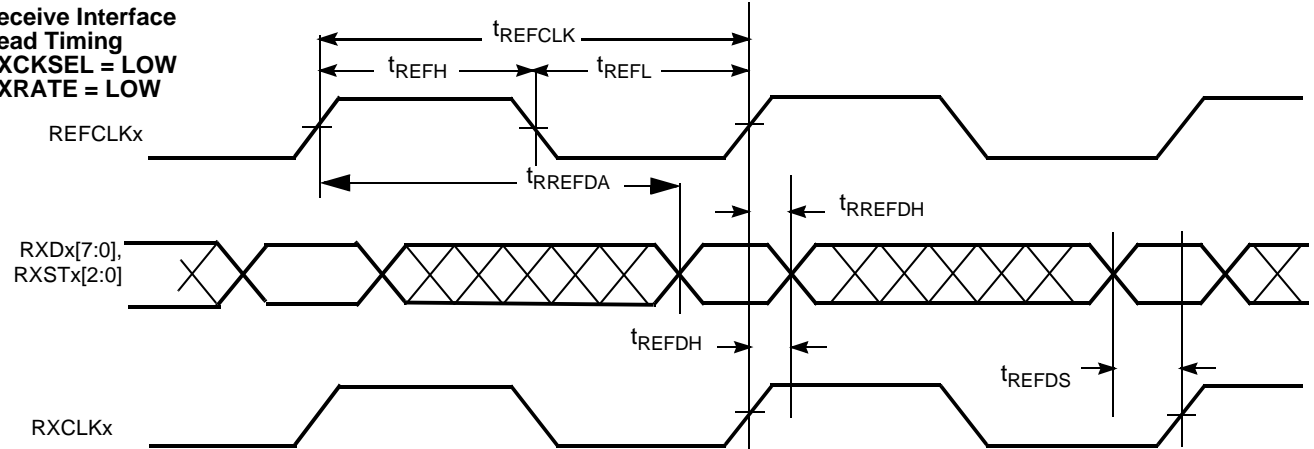 eceive Interface
ead Timing
XCKSEL = LOW
XRATE = LOW
tREFCLK
tREFH
tREFL
REFCLKx
tRREFDA
tRREFDH
RXDx[7:0],
RXSTx[2:0]
tREFDH
tREFDS
RXCLKx